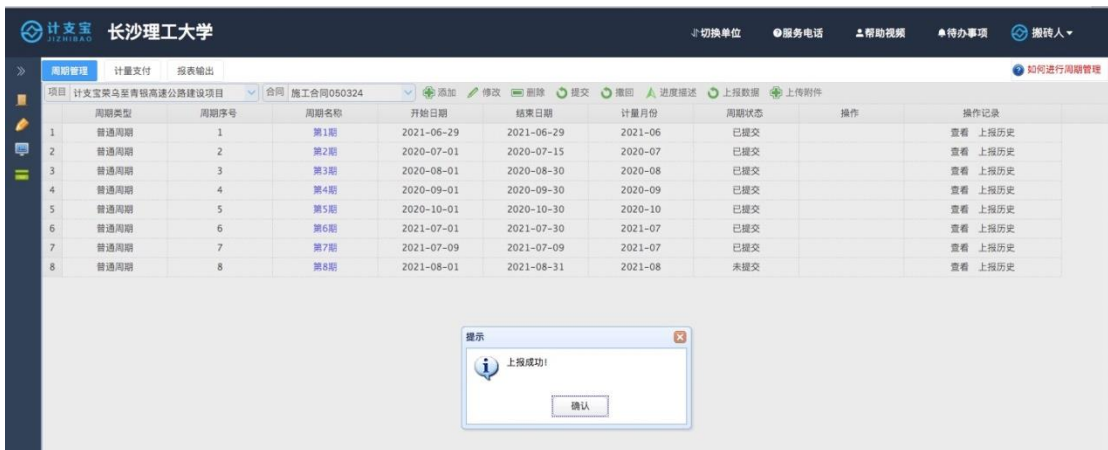 计支宝 JIZHIBAO 长沙理工大学 切换单位 服务电话 帮助视频 待办事项 搬砖人
周期管理 计量支付 报表输出 如何进行周期管理
项目 计支宝荣乌至青银高速公路建设项目 合同 施工合同050324 添加 修改 删除 提交 撤回 进度描述 上报数据 上传附件
周期类型 周期序号 周期名称 开始日期 结束日期 计量月份 周期状态 操作 操作记录
1 普通周期 1 第1期 2021-06-29 2021-06-29 2021-06 已提交 查看 上报历史
2 普通周期 2 第2期 2020-07-01 2020-07-15 2020-07 已提交 查看 上报历史
3 普通周期 3 第3期 2020-08-01 2020-08-30 2020-08 已提交 查看 上报历史
4 普通周期 4 第4期 2020-09-01 2020-09-30 2020-09 已提交 查看 上报历史
5 普通周期 5 第5期 2020-10-01 2020-10-30 2020-10 已提交 查看 上报历史
6 普通周期 6 第6期 2021-07-01 2021-07-30 2021-07 已提交 查看 上报历史
7 普通周期 7 第7期 2021-07-09 2021-07-09 2021-07 已提交 查看 上报历史
8 普通周期 8 第8期 2021-08-01 2021-08-31 2021-08 未提交 查看 上报历史
提示
上报成功!
确认